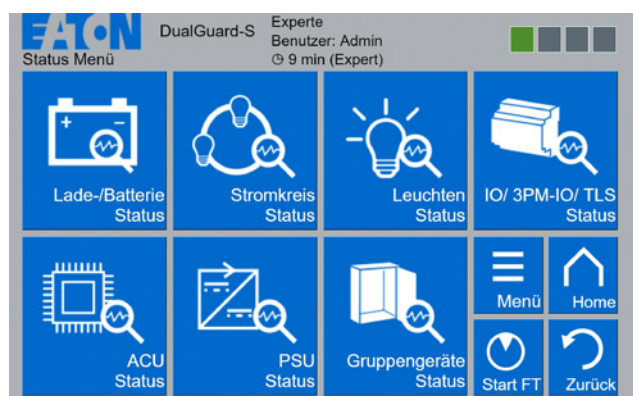 EATON
DualGuard-S
Experte
Benutzer: Admin
9 min (Expert)
Status Menü
Lade-/Batterie
Status
Stromkreis
Status
Leuchten
Status
IO/ 3PM-IO/ TLS
Status
ACU
Status
PSU
Status
Gruppengeräte
Status
Menü
Home
Start FT
Zurück